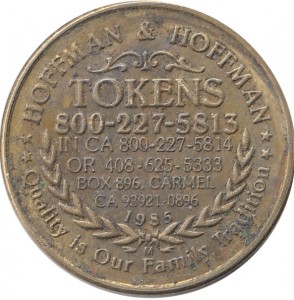 HOFFMAN & HOFFMAN
TOKENS
800-227-5813
IN CA 800-227-5814
OR 408-625-5333
BOX 896, CARMEL
CA 93921-0896
1985
M
Quality is Our Family Tradition